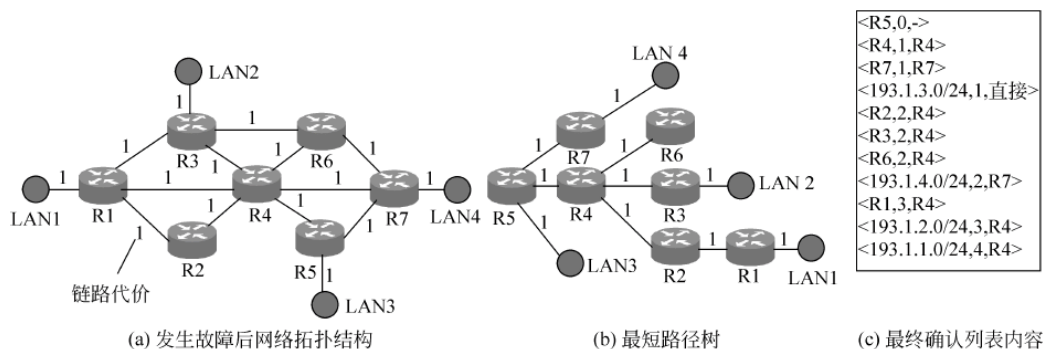 LAN2
1
1
1
R3
1
R6
1
1
1
1
1
1
1
LAN1
R1
R4
R7
LAN4
1
1
1
1
R2
R5
1
链路代价
LAN3
(a) 发生故障后网络拓扑结构
LAN 4
1
1
R7
1
R6
1
1
1
LAN 2
R5
R4
R3
1
1
1
1
LAN3
R2
R1
LAN1
(b) 最短路径树
<R5,0,->
<R4,1,R4>
<R7,1,R7>
<193.1.3.0/24,1,直接>
<R2,2,R4>
<R3,2,R4>
<R6,2,R4>
<193.1.4.0/24,2,R7>
<R1,3,R4>
<193.1.2.0/24,3,R4>
<193.1.1.0/24,4,R4>
(c) 最终确认列表内容